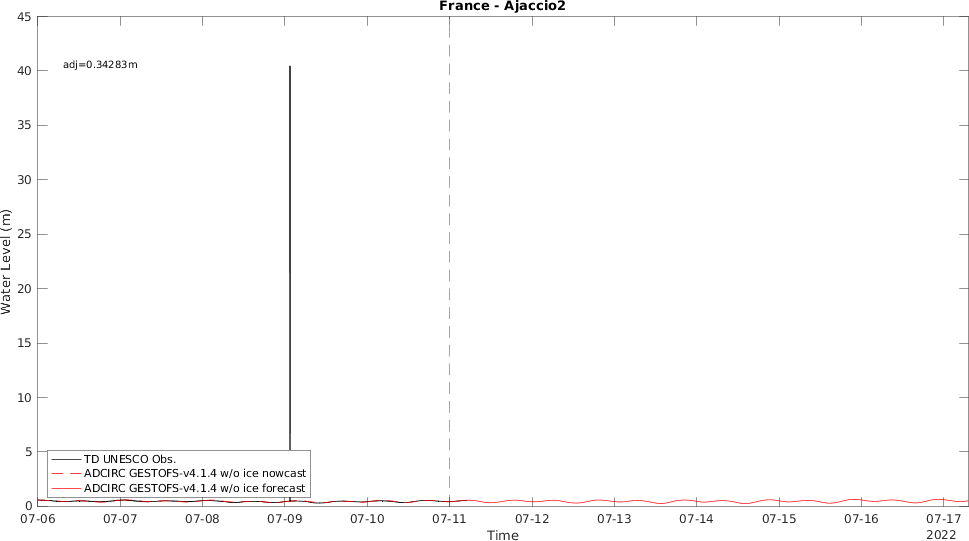 France - Ajaccio2
adj=0.34283m
45
40
35
30
25
20
15
10
5
0
Water Level (m)
TD UNESCO Obs.
ADCIRC GESTOFS-v4.1.4 w/o ice nowcast
ADCIRC GESTOFS-v4.1.4 w/o ice forecast
07-06 07-07 07-08 07-09 07-10 07-11 07-12 07-13 07-14 07-15 07-16 07-17
2022
Time